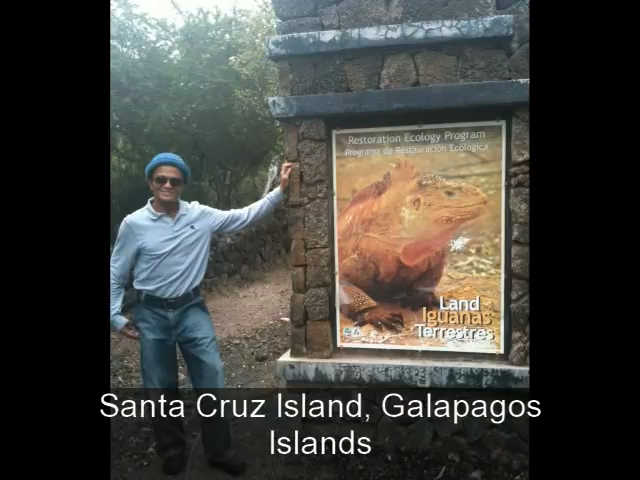 Restoration Ecology Program
Programa de Restauración Ecológica
Land
Iguanas
Terrestres
Santa Cruz Island, Galapagos
Islands